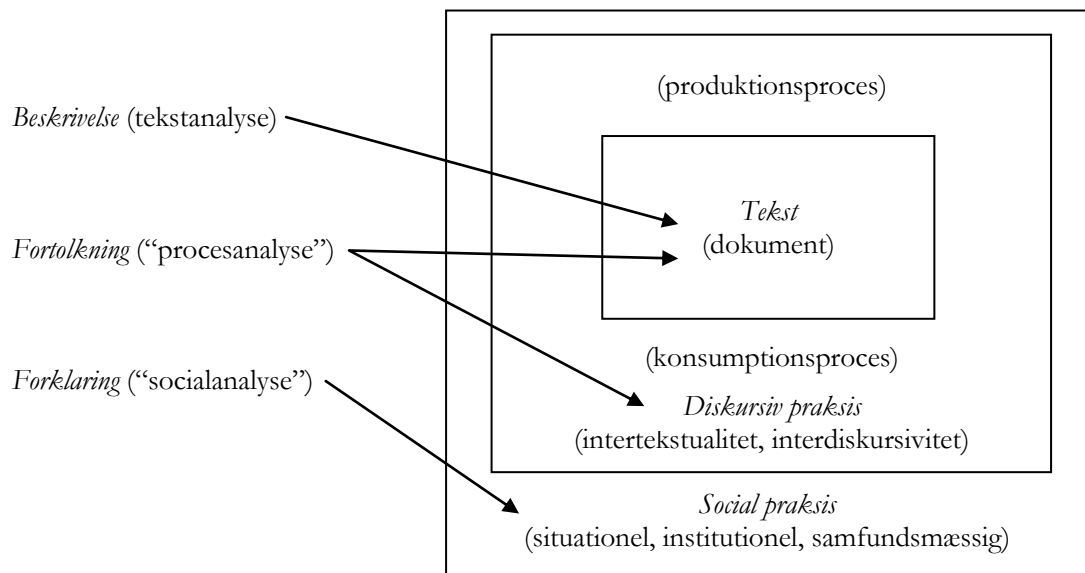 (produktionsproces)
Beskrivelse (tekstanalyse)
Tekst
(dokument)
Fortolkning (“procesanalyse”)
(konsumptionsproces)
Forklaring (“socialanalyse”)
Diskursiv praksis
(intertekstualitet, interdiskursivitet)
Social praksis
(situationel, institutionel, samfundsmæssig)